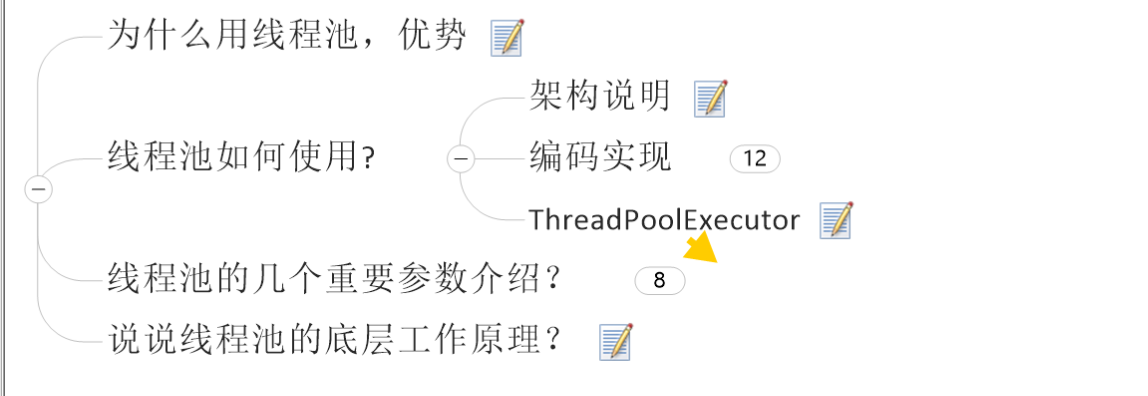 为什么用线程池，优势
架构说明
线程池如何使用?
编码实现
12
ThreadPoolExecutor
线程池的几个重要参数介绍？
8
说说线程池的底层工作原理？